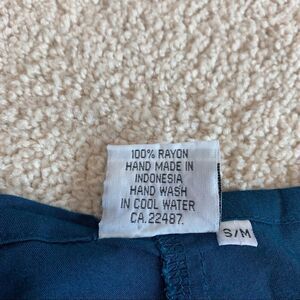 100% RAYON
HAND MADE IN
INDONESIA
HAND WASH
IN COOL WATER
CA.22487.
S/M